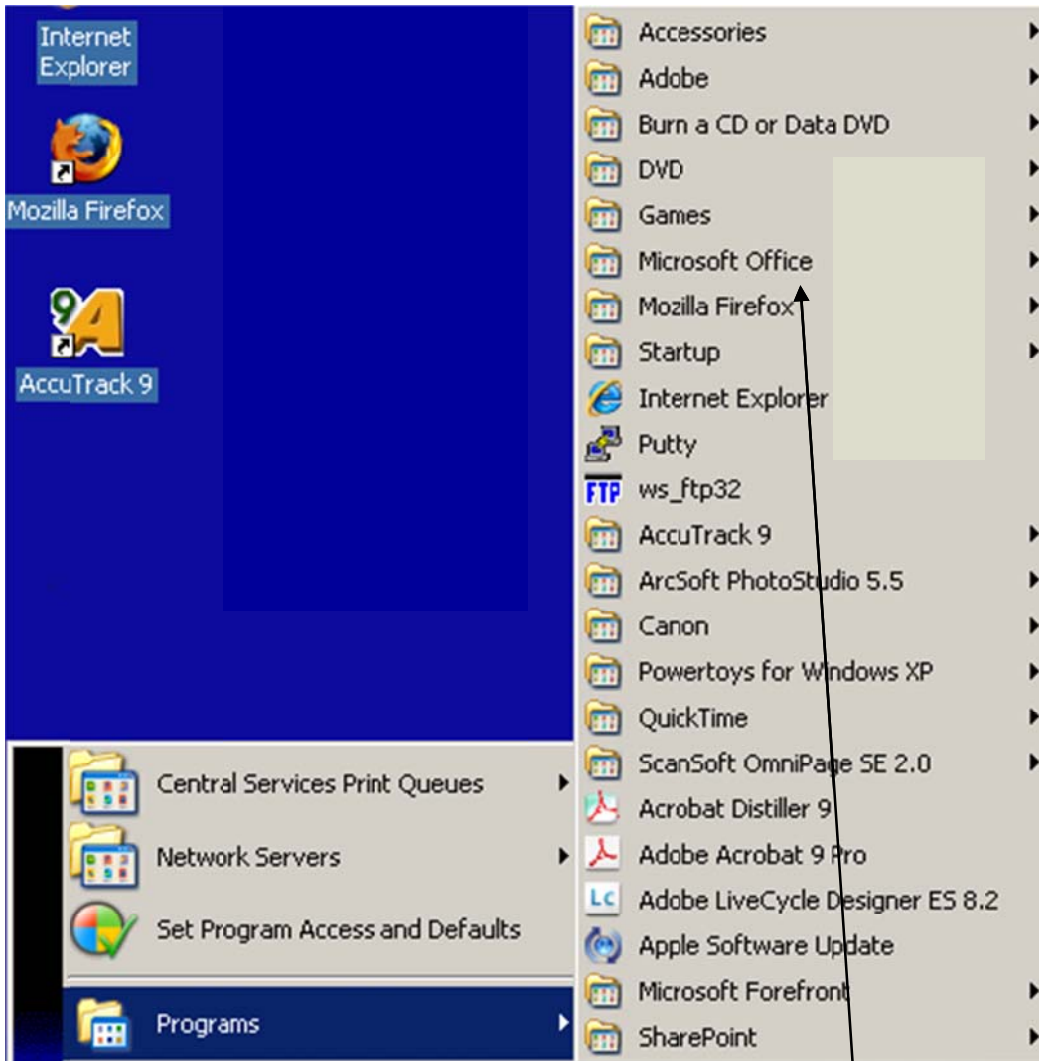 Internet
Explorer
Mozilla Firefox
9A
AccuTrack 9
Central Services Print Queues
Network Servers
Set Program Access and Defaults
Programs
Accessories
Adobe
Burn a CD or Data DVD
DVD
Games
Microsoft Office
Mozilla Firefox
Startup
Internet Explorer
Putty
FTP ws_ftp32
AccuTrack 9
ArcSoft PhotoStudio 5.5
Canon
Powertoys for Windows XP
QuickTime
ScanSoft OmniPage SE 2.0
Acrobat Distiller 9
Adobe Acrobat 9 Pro
Lc Adobe LiveCycle Designer ES 8.2
Apple Software Update
Microsoft Forefront
SharePoint